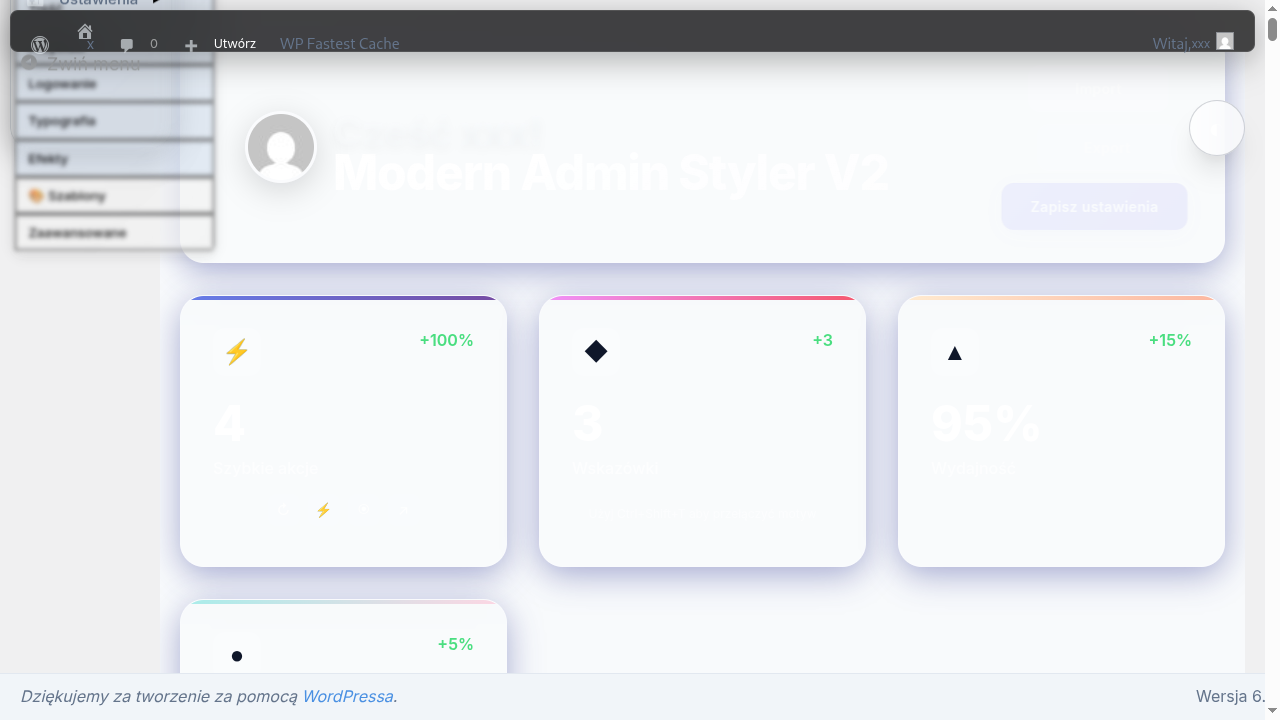 Ustawienia
x
0
Utwórz
WP Fastest Cache
Witaj,xxx
Zwiń menu
Logowanie
Typografia
Efekty
Szablony
Zaawansowane
Cześć xxx!
Modern Admin Styler V2
Zapisz ustawienia
+100%
4
+3
3
+15%
95%
+5%
Dziękujemy za tworzenie za pomocą WordPressa.
Wersja 6.